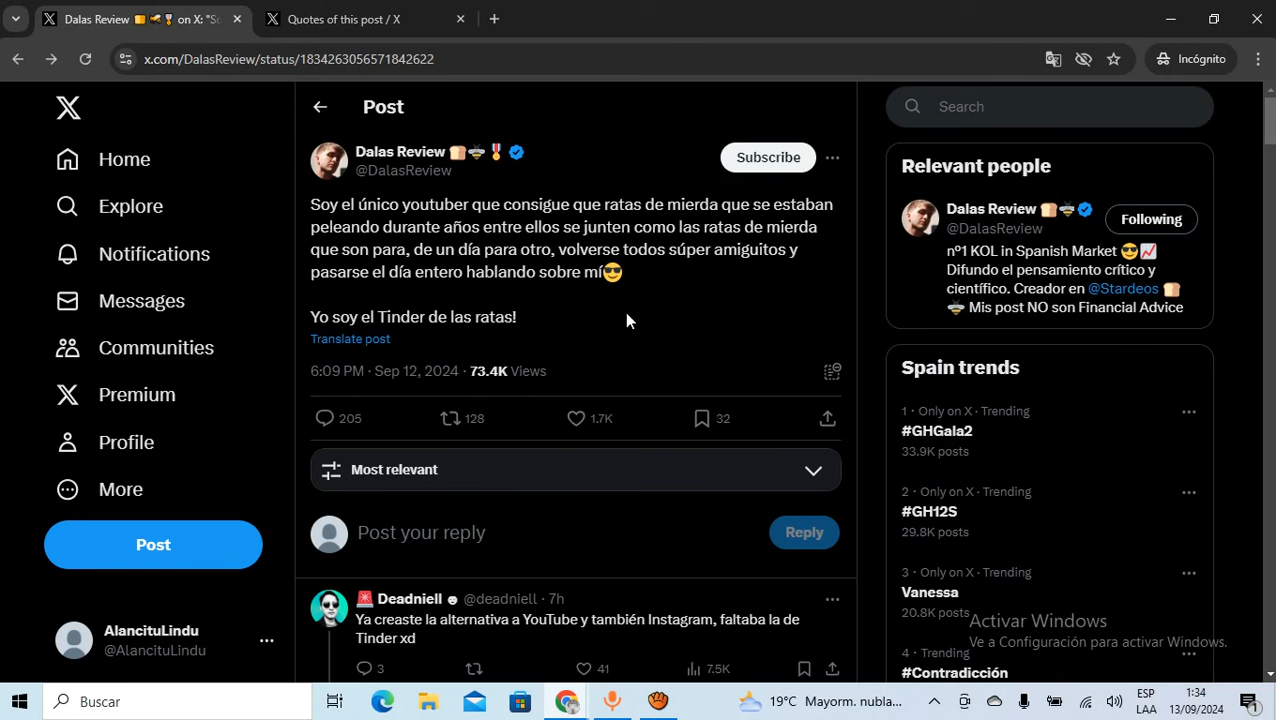 Dalas Review 🍞🐝🎖️ on X: "So
Quotes of this post / X
x.com/DalasReview/status/1834263056571842622
Incógnito
Home
Explore
Notifications
Messages
Communities
Premium
Profile
More
Post
AlancituLindu
@AlancituLindu
Post
Dalas Review 🍞🐝🎖️
@DalasReview
Subscribe
Soy el único youtuber que consigue que ratas de mierda que se estaban
peleando durante años entre ellos se junten como las ratas de mierda
que son para, de un día para otro, volverse todos súper amiguitos y
pasarse el día entero hablando sobre mí😎
Yo soy el Tinder de las ratas!
Translate post
6:09 PM · Sep 12, 2024 · 73.4K Views
205 128 1.7K 32
Most relevant
Post your reply
Reply
🚨 Deadniell ☻ @deadniell · 7h
Ya creaste la alternativa a YouTube y también Instagram, faltaba la de
Tinder xd
3 41 7.5K
Search
Relevant people
Dalas Review 🍞🐝🎖️
@DalasReview
Following
nº1 KOL in Spanish Market 😎📈
Difundo el pensamiento crítico y
científico. Creador en @Stardeos 🍞
🐝 Mis post NO son Financial Advice
Spain trends
1 · Only on X · Trending
#GHGala2
33.9K posts
2 · Only on X · Trending
#GH12S
29.8K posts
3 · Only on X · Trending
Vanessa
20.8K posts
4 · Trending
#Contradicción
Activar Windows
Ve a Configuración para activar Windows.
Buscar
19°C Mayorm. nubla...
ESP
LAA
1:34
13/09/2024
1